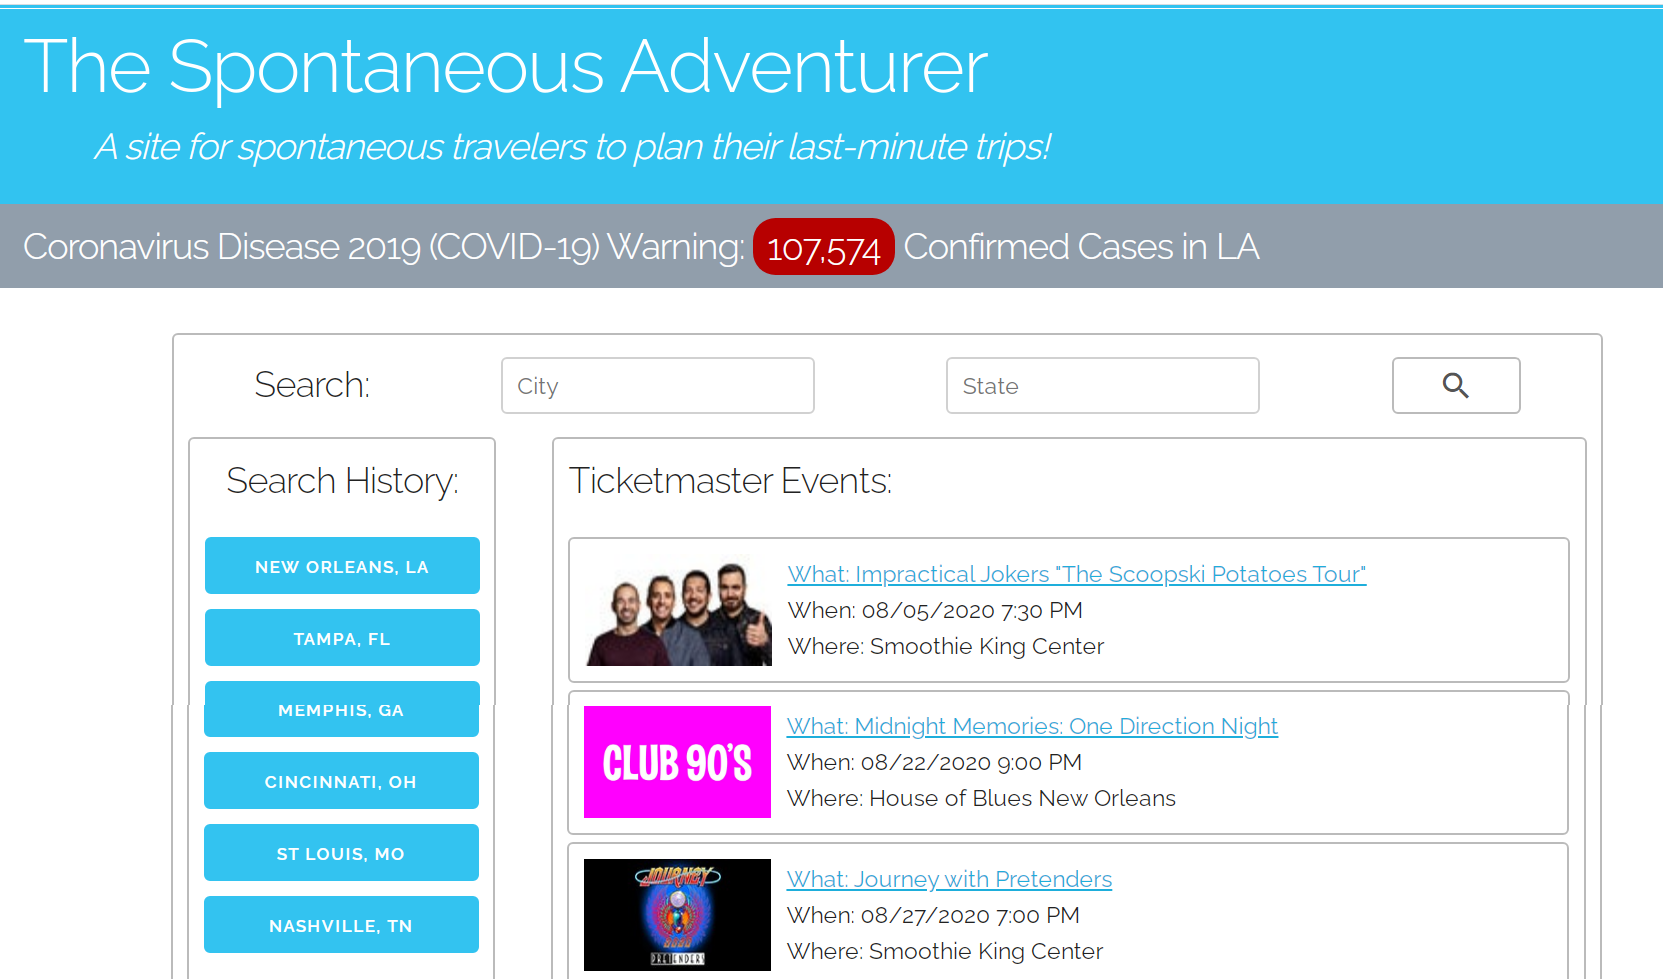 The Spontaneous Adventurer
A site for spontaneous travelers to plan their last-minute trips!
Coronavirus Disease 2019 (COVID-19) Warning: 107,574 Confirmed Cases in LA
Search:
City
State
Search History:
NEW ORLEANS, LA
TAMPA, FL
MEMPHIS, GA
CINCINNATI, OH
ST LOUIS, MO
NASHVILLE, TN
Ticketmaster Events:
What: Impractical Jokers "The Scoopski Potatoes Tour"
When: 08/05/2020 7:30 PM
Where: Smoothie King Center
CLUB 90'S
What: Midnight Memories: One Direction Night
When: 08/22/2020 9:00 PM
Where: House of Blues New Orleans
JOURNEY
PRETENDERS
What: Journey with Pretenders
When: 08/27/2020 7:00 PM
Where: Smoothie King Center